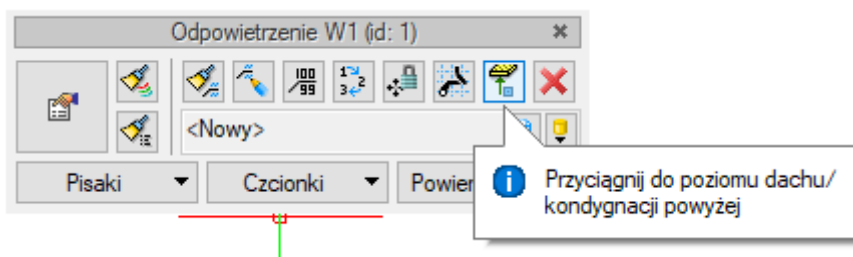 Odpowietrzenie W1 (id: 1)
100
99
1 2
3
<Nowy>
Pisaki
Czcionki
Powier
i
Przyciągnij do poziomu dachu/
kondygnacji powyżej